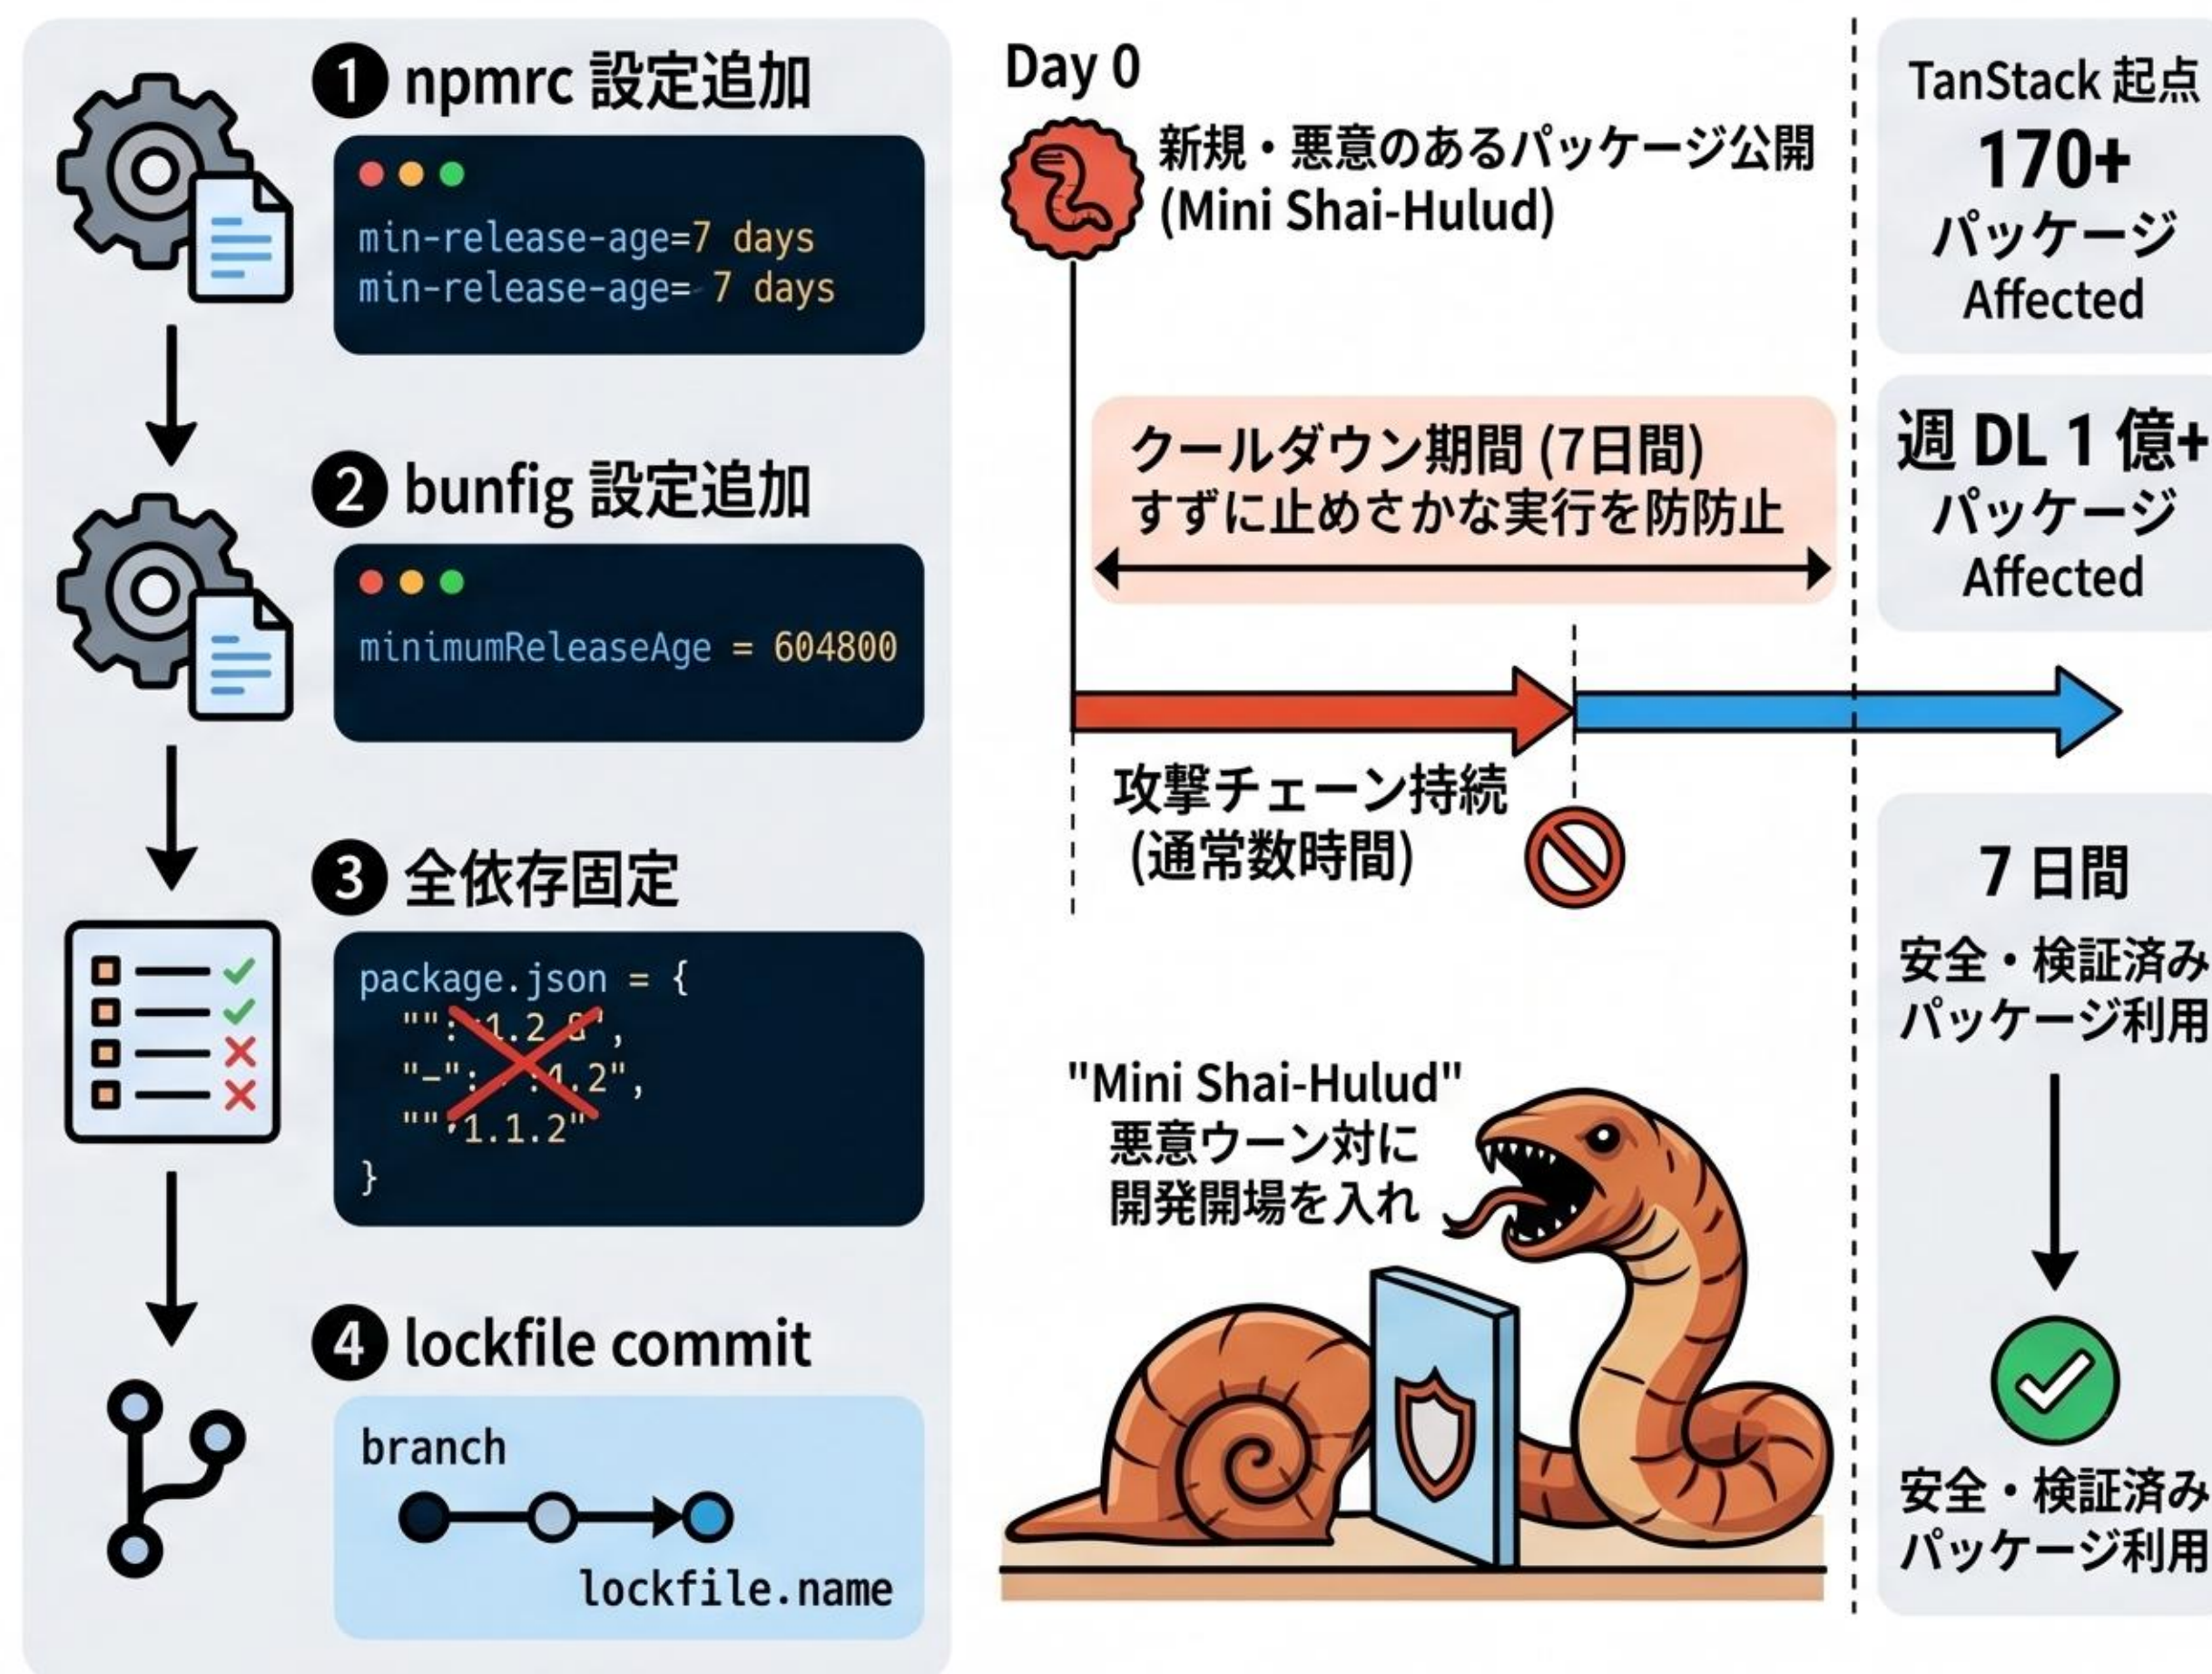 1 npmrc 設定追加
min-release-age=7 days
min-release-age= 7 days
2 bunfig 設定追加
minimumReleaseAge = 604800
3 全依存固定
package.json = {
"": 1.2
"-": 1.2",
"" 1.1.2"
}
4 lockfile commit
branch
lockfile.name
Day 0
新規・悪意のあるパッケージ公開
(Mini Shai-Hulud)
クールダウン期間 (7日間)
すずに止めさかな実行を防防止
攻撃チェーン持続
(通常数時間)
"Mini Shai-Hulud"
悪意ウーン対に
開発開場を入れ
TanStack 起点
170+
パッケージ
Affected
週 DL 1 億+
パッケージ
Affected
7 日間
安全・検証済み
パッケージ利用
安全・検証済み
パッケージ利用